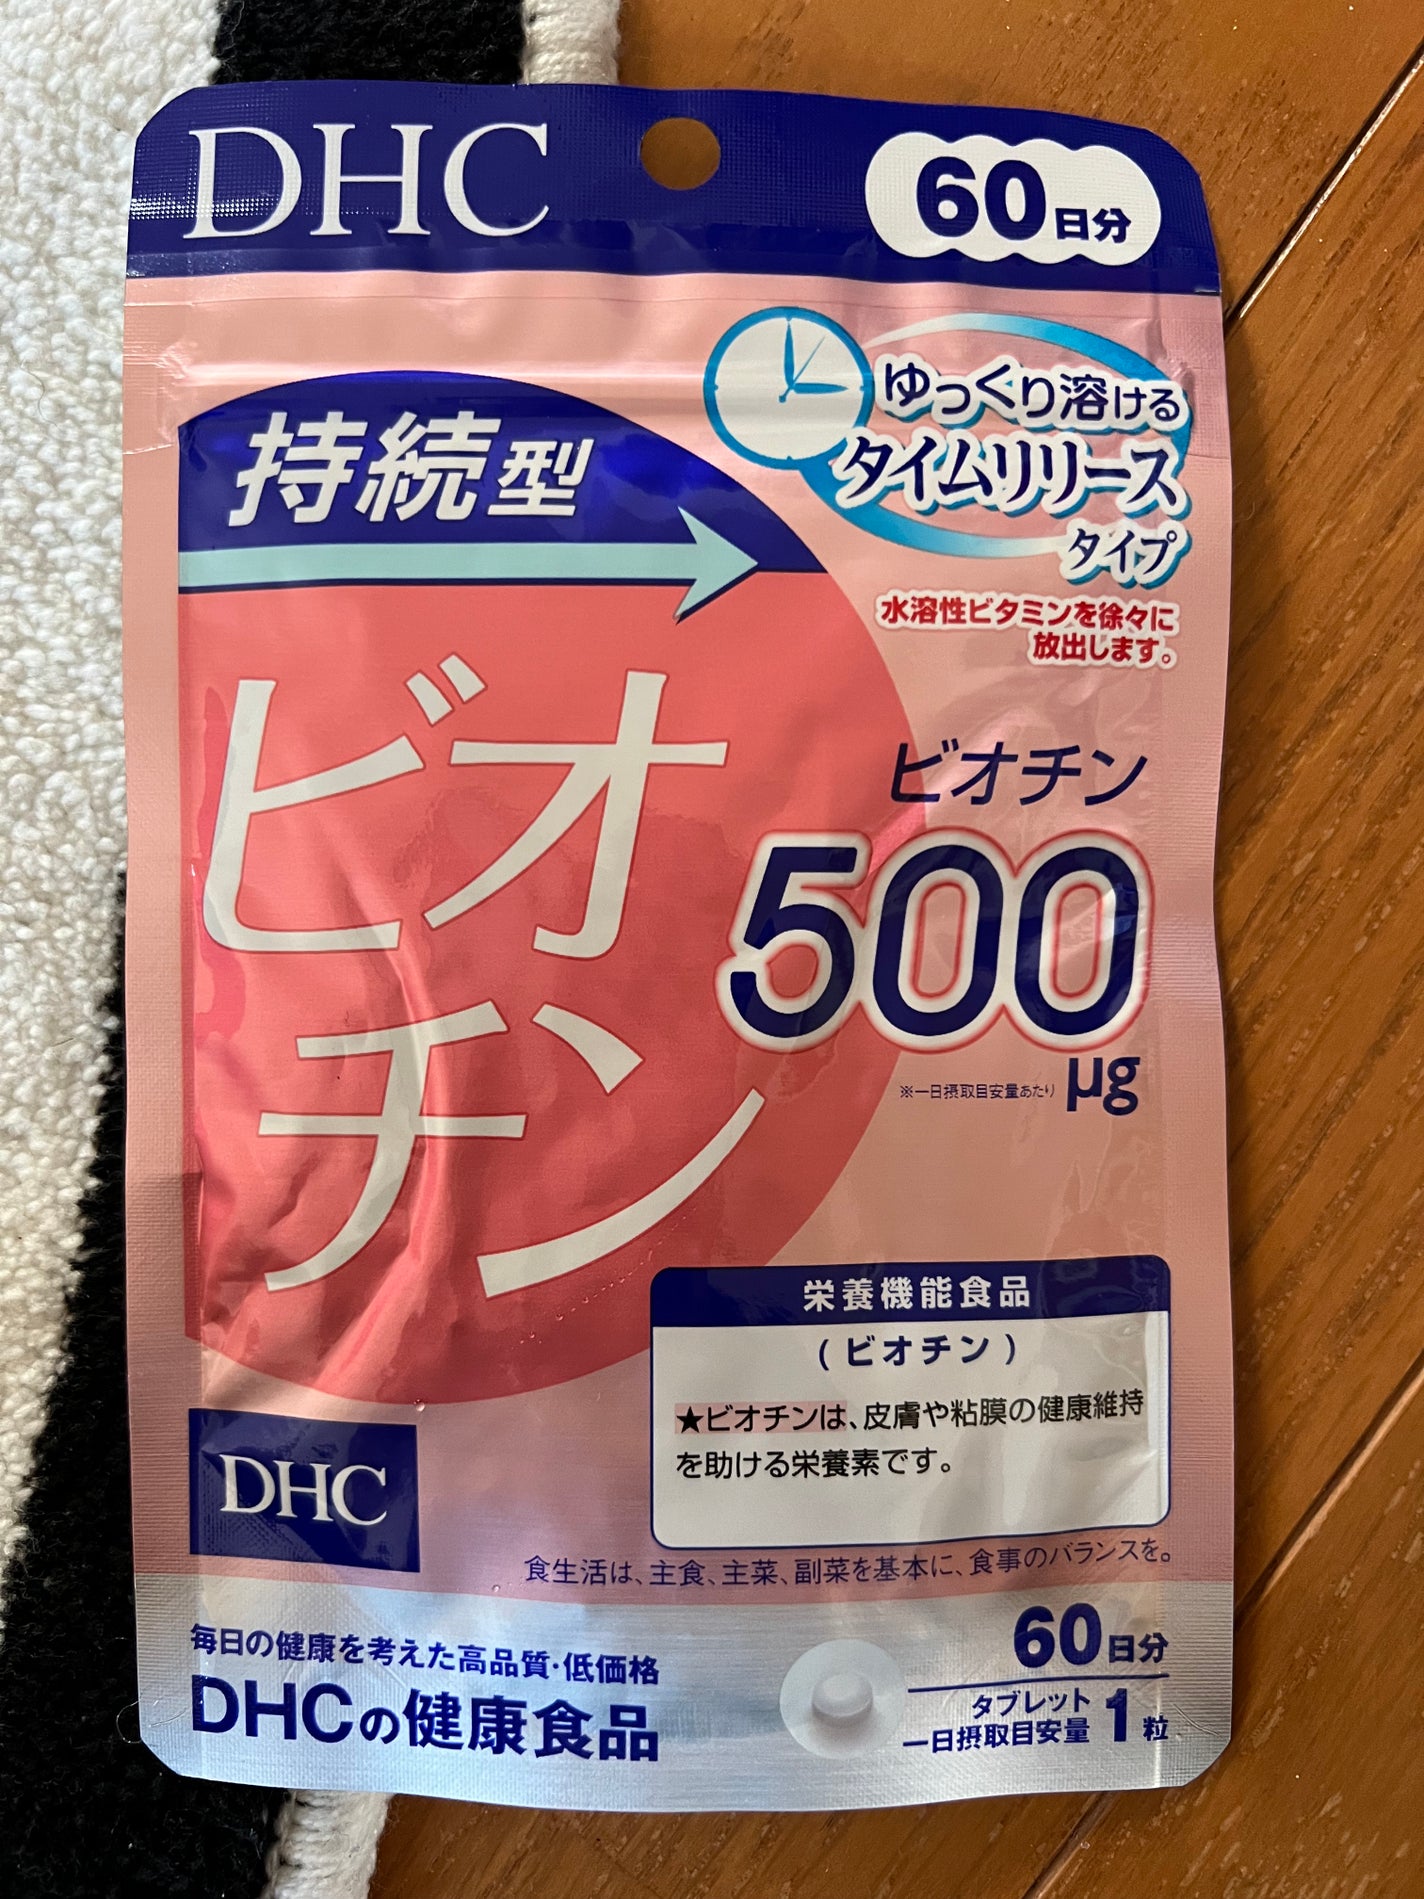 DHC
60日分
ゆっくり溶ける
タイムリリース
タイプ
水溶性ビタミンを徐々に
放出します。
持続型
ビオ
チン
ビオチン
500
※一日摂取目安量あたり μg
栄養機能食品
(ビオチン)
★ビオチンは、皮膚や粘膜の健康維持
を助ける栄養素です。
DHC
食生活は、主食、主菜、副菜を基本に、食事のバランスを。
毎日の健康を考えた高品質・低価格
DHCの健康食品
60日分
タブレット
一日摂取目安量 1粒